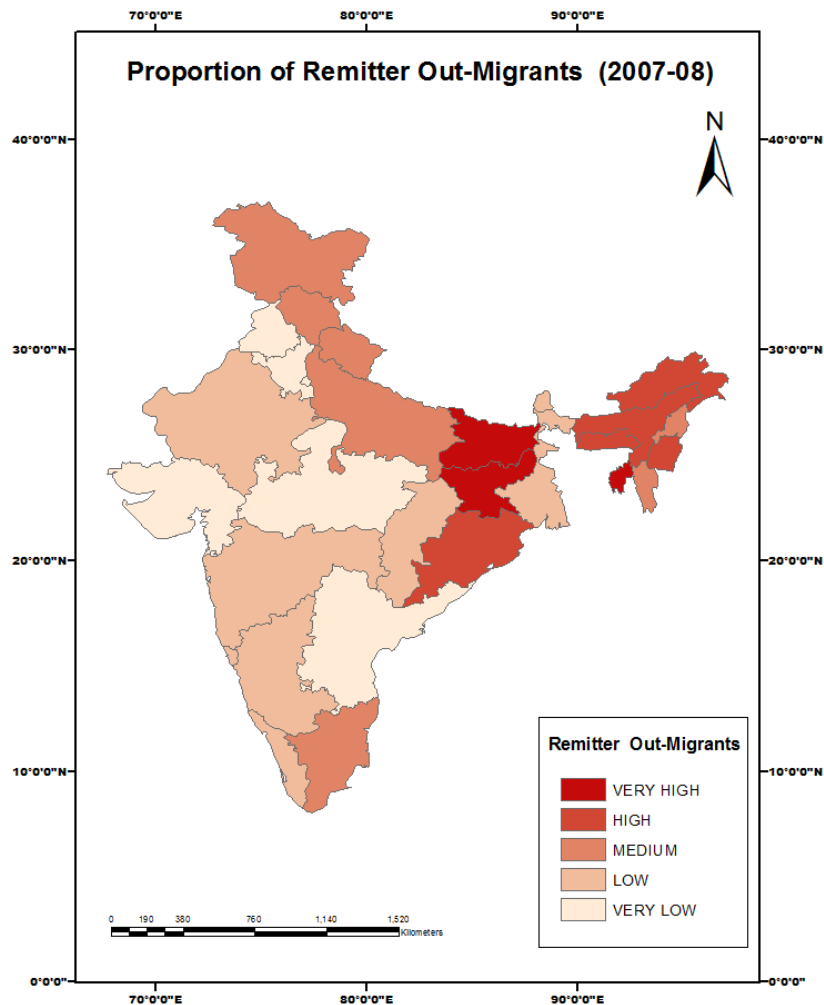 70°0'0"E 80°0'0"E 90°0'0"E
Proportion of Remitter Out-Migrants (2007-08)
N
40°0'0"N 40°0'0"N
30°0'0"N 30°0'0"N
20°0'0"N 20°0'0"N
10°0'0"N 10°0'0"N
Remitter Out-Migrants
VERY HIGH
HIGH
MEDIUM
LOW
VERY LOW
0 190 380 760 1,140 1,520
Kilometers
0°0'0" 0°0'0"
70°0'0"E 80°0'0"E 90°0'0"E